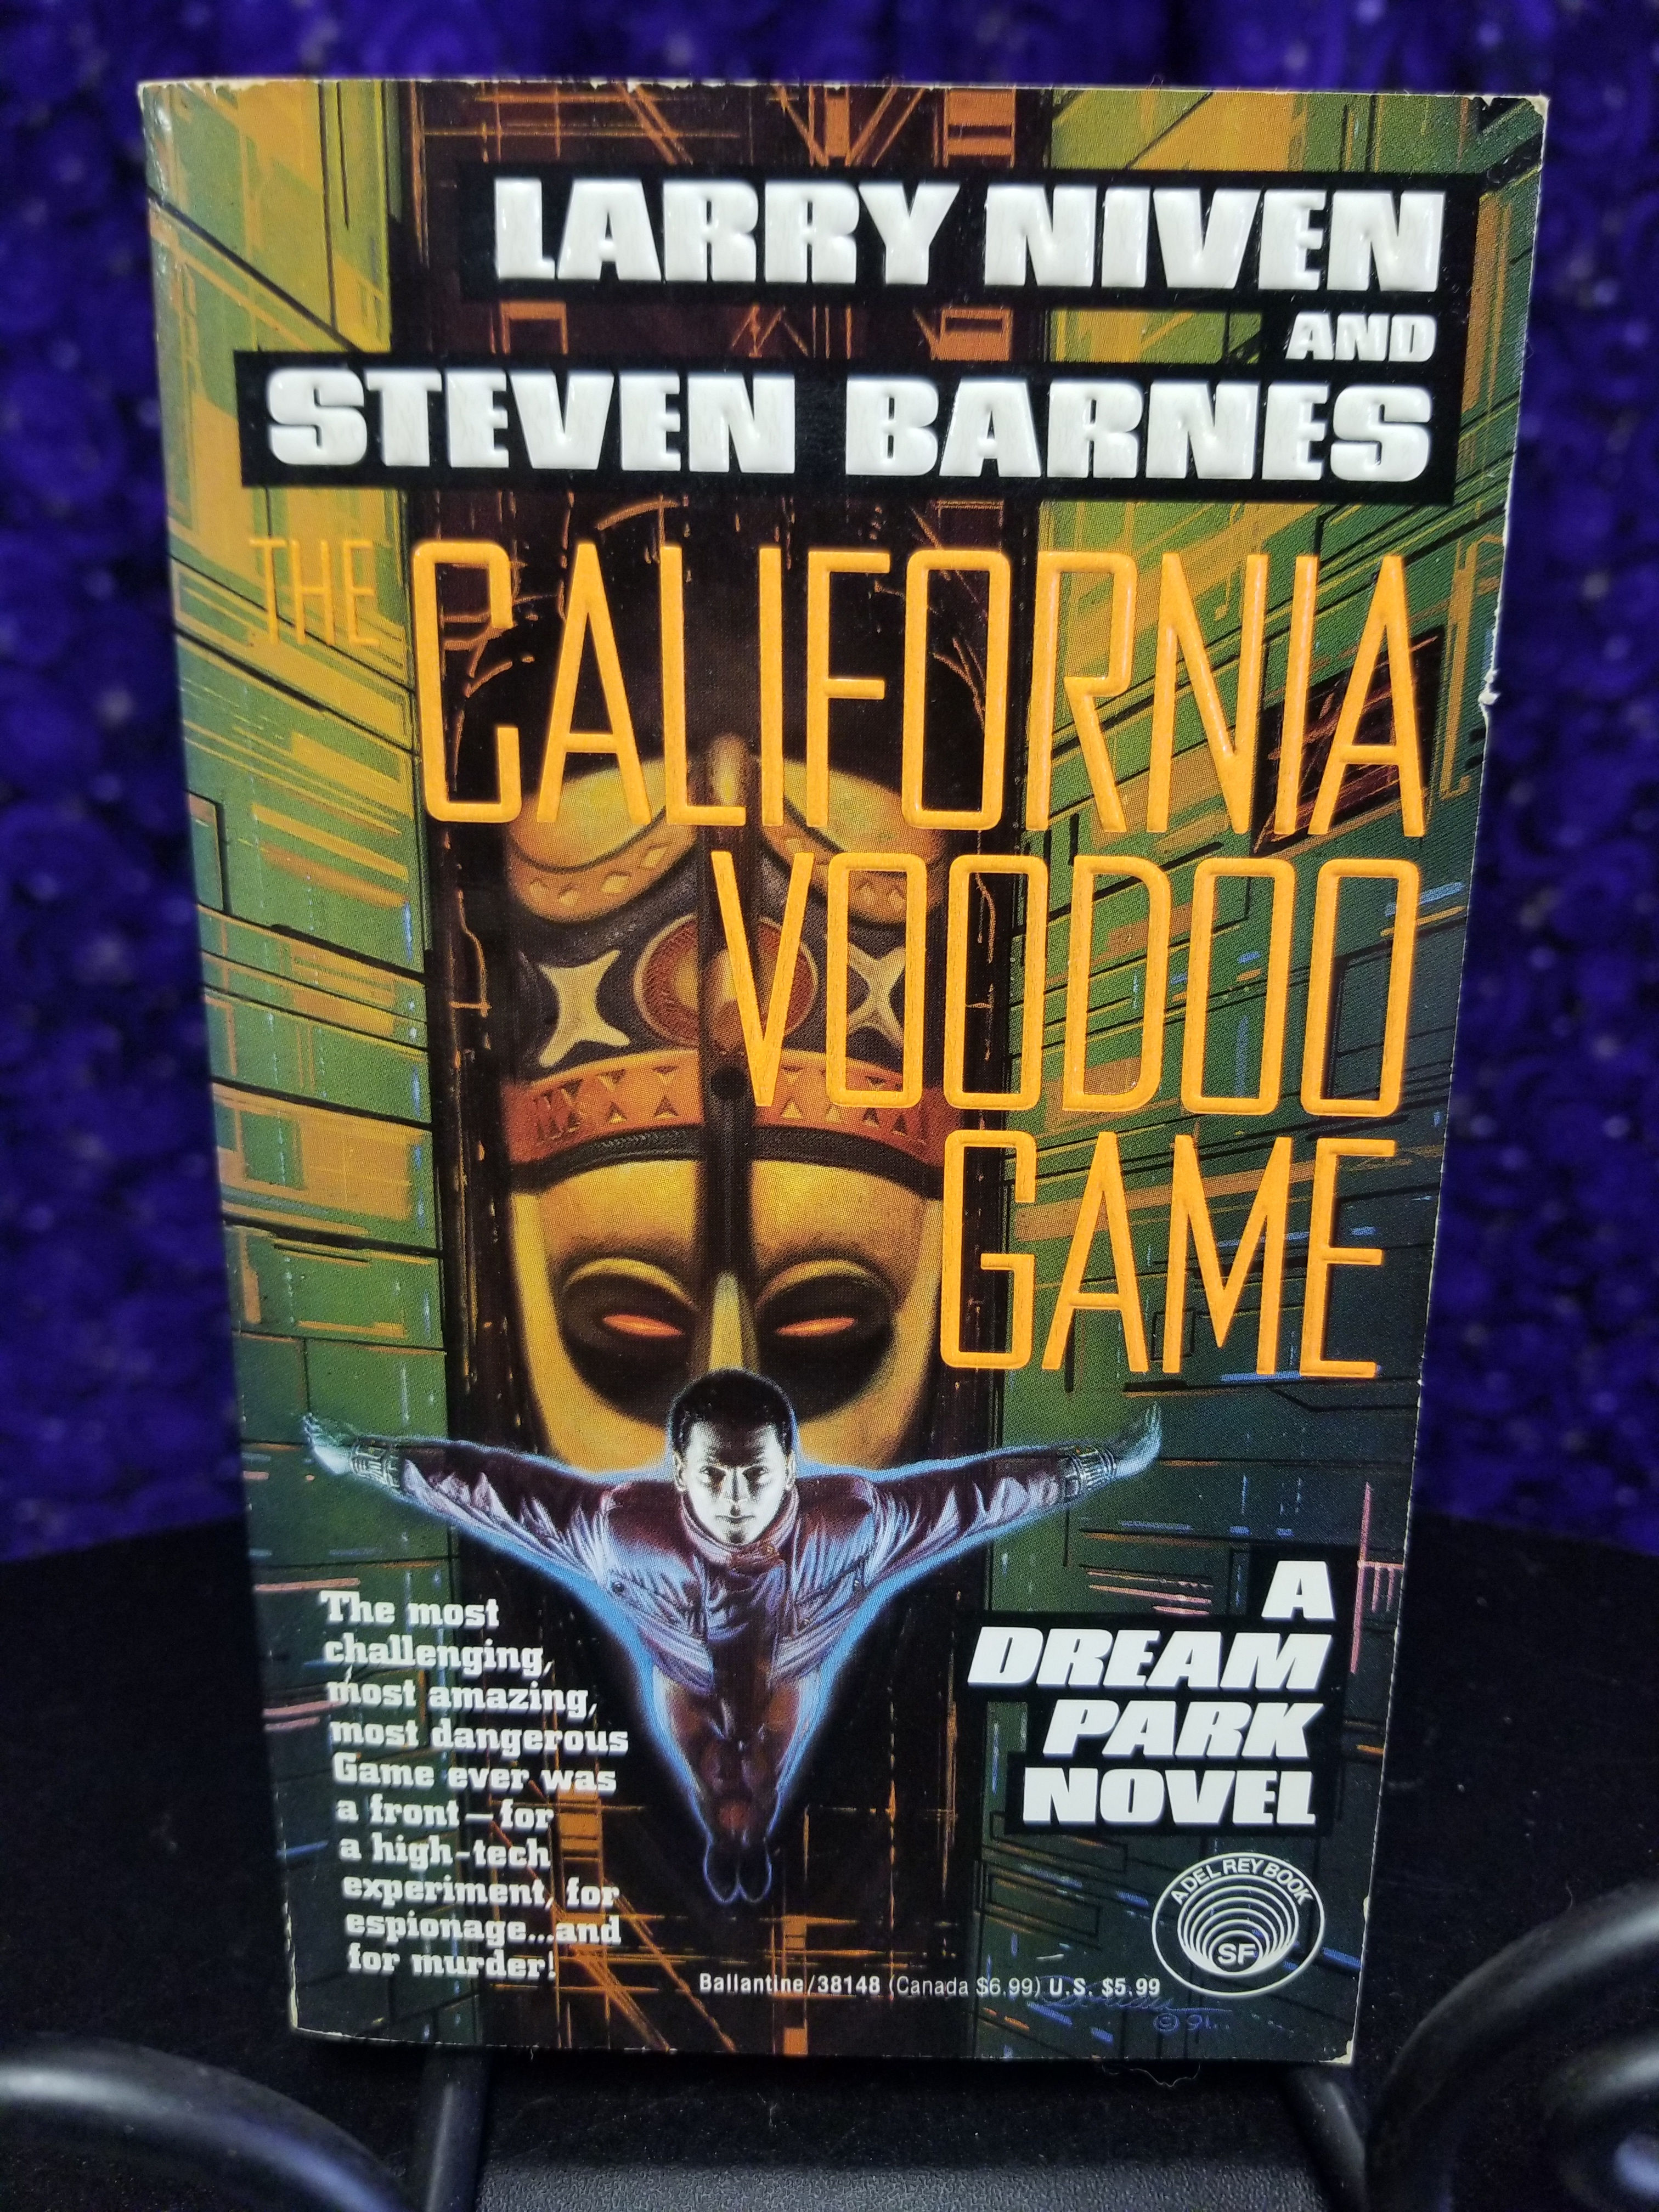 LARRY NIVEN
AND
STEVEN BARNES
THE CALIFORNIA
VOODOO
GAME
The most
challenging,
most amazing,
most dangerous
Game ever was
a front—for
a high-tech
experiment, for
espionage...and
for murder!
A
DREAM
PARK
NOVEL
A DEL REY BOOK
SF
Ballantine/38148 (Canada $6.99) U.S. $5.99
© 91..